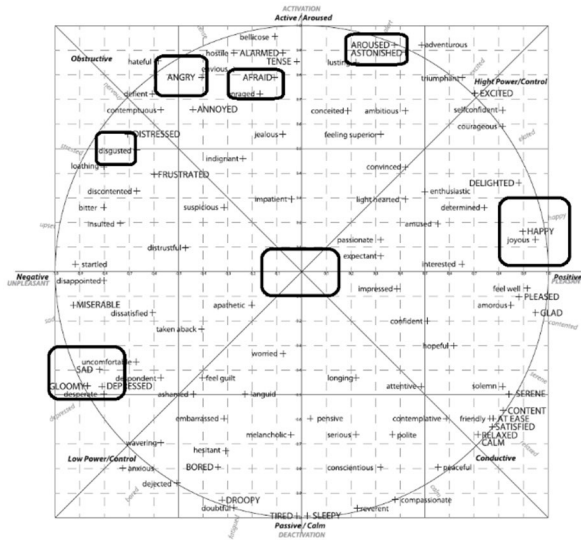 ACTIVATION
Active / Aroused
bellicose
AROUSED adventurous
hostile ALARMED ASTONISHED
Obstructive hateful TENSE lusting
envious
ANGRY AFRAID triumphant Hight Power/Control
defient enraged EXCITED
contemptuous ANNOYED conceited ambitious selfconfident
courageous
DISTRESSED jealous feeling superior
disgusted
indignant
loathing convinced
FRUSTRATED
DELIGHTED
discontented enthusiastic
impatient light hearted
bitter suspicious determined
happy
insulted amused
upset HAPPY
passionate joyous
distrustful
expectant
startled interested
Negative Positive
UNPLEASANT PLEASANT
disappointed impressed feel well
PLEASED
MISERABLE apathetic amorous
dissatisfied GLAD
confident
taken aback
hopeful
worried
uncomfortable
SAD
despondent feel guilt longing
GLOOMY DEPRESSED attentive solemn
desperate ashamed languid SERENE
CONTENT
embarrassed pensive contemplative friendly AT EASE
SATISFIED
wavering melancholic serious polite RELAXED
CALM
hesitant
Low Power/Control Conductive
anxious BORED conscientious peaceful
dejected
DROOPY compassionate
doubtful reverent
TIRED SLEEPY
Passive / Calm
DEACTIVATION